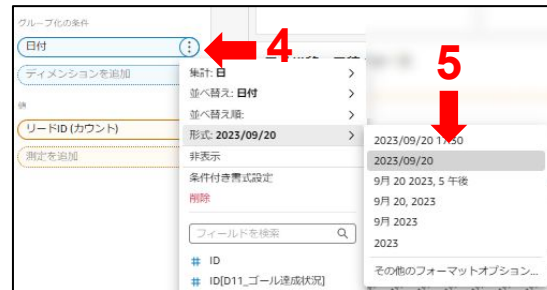 グループ化の条件
日付
4
ディメンションを追加
値
リードID (カウント)
測定を追加
集計: 日
並べ替え: 日付
並べ替え順:
形式: 2023/09/20
非表示
条件付き書式設定
削除
フィールドを検索
# ID
# ID[D11_ゴール達成状況]
5
2023/09/20 17:50
2023/09/20
9月 20 2023, 5 午後
9月 20, 2023
9月 2023
2023
その他のフォーマットオプション...